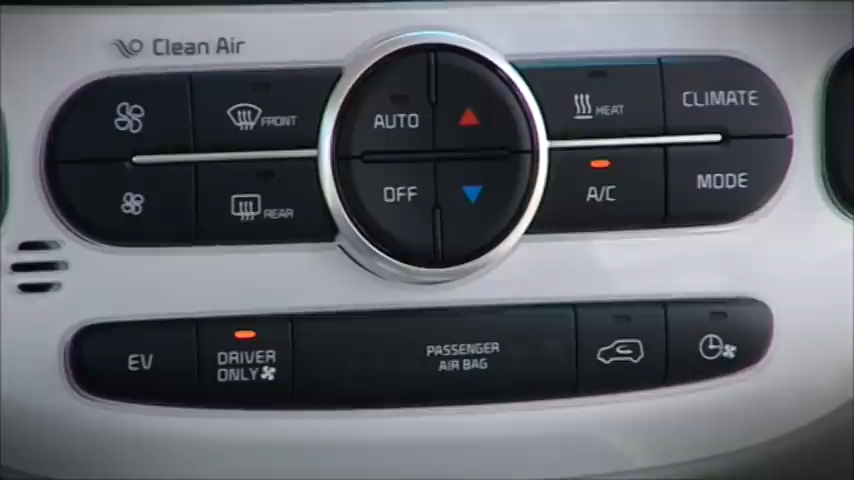 Clean Air
FRONT
AUTO
HEAT
CLIMATE
REAR
OFF
A/C
MODE
EV
DRIVER
ONLY
PASSENGER
AIR BAG